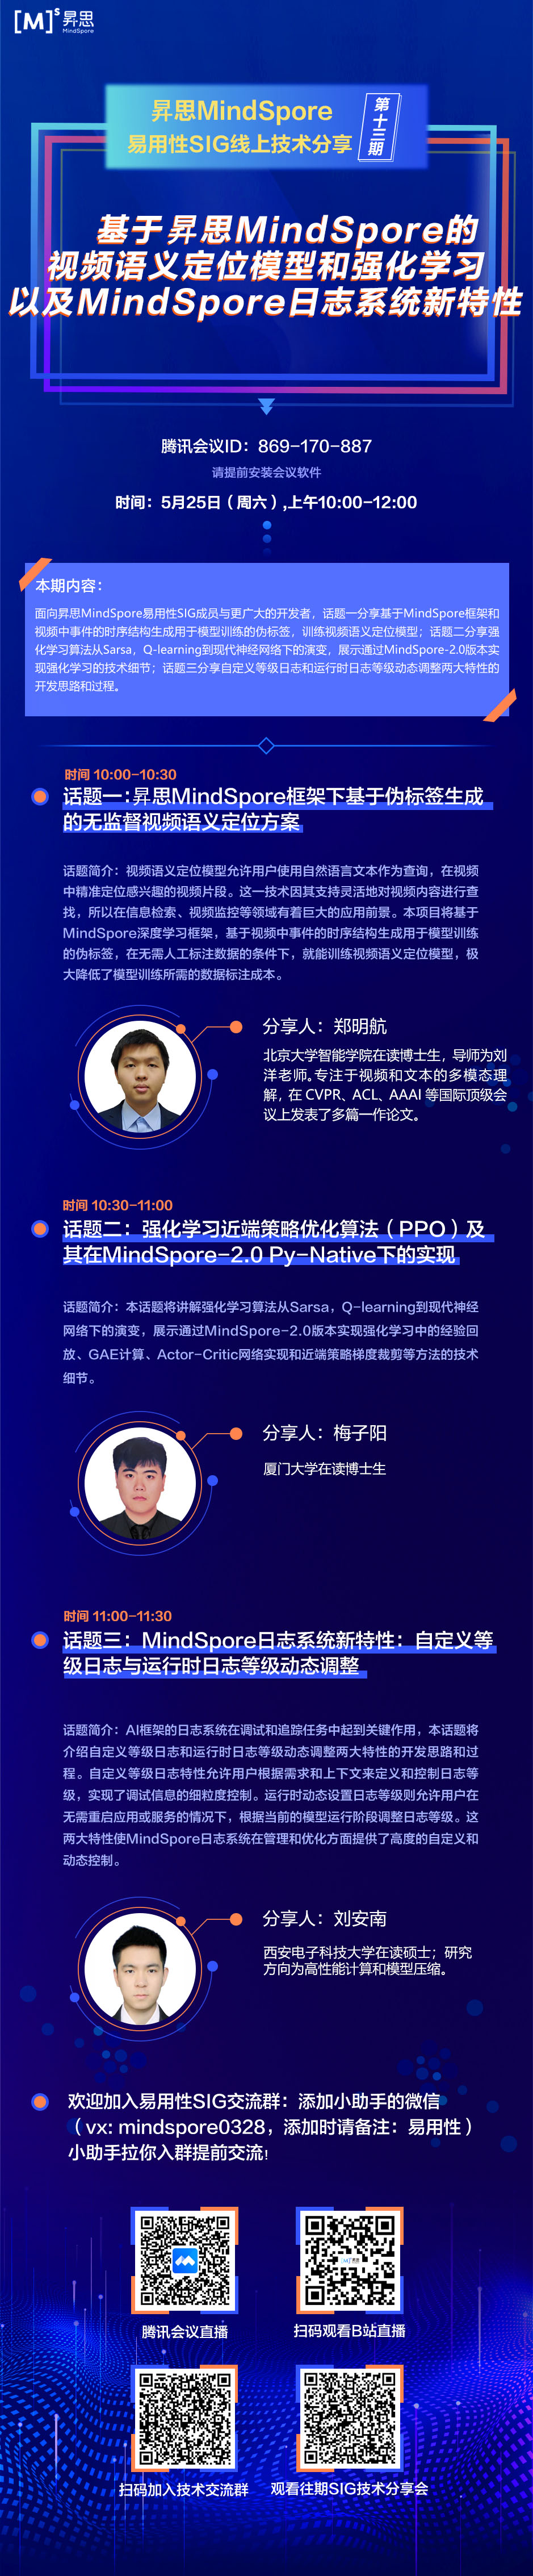 [M]ˢ 昇思
MindSpore
昇思MindSpore
易用性SIG线上技术分享
第十三期
基于昇思MindSpore的
视频语义定位模型和强化学习
以及MindSpore日志系统新特性
腾讯会议ID：869-170-887
请提前安装会议软件
时间：5月25日（周六）,上午10:00-12:00
本期内容：
面向昇思MindSpore易用性SIG成员与更广大的开发者，话题一分享基于MindSpore框架和
视频中事件的时序结构生成用于模型训练的伪标签，训练视频语义定位模型；话题二分享强
化学习算法从Sarsa，Q-learning到现代神经网络下的演变，展示通过MindSpore-2.0版本实
现强化学习的技术细节；话题三分享自定义等级日志和运行时日志等级动态调整两大特性的
开发思路和过程。
时间 10:00-10:30
话题一:昇思MindSpore框架下基于伪标签生成
的无监督视频语义定位方案
话题简介：视频语义定位模型允许用户使用自然语言文本作为查询，在视频
中精准定位感兴趣的视频片段。这一技术因其支持灵活地对视频内容进行查
找，所以在信息检索、视频监控等领域有着巨大的应用前景。本项目将基于
MindSpore深度学习框架，基于视频中事件的时序结构生成用于模型训练
的伪标签，在无需人工标注数据的条件下，就能训练视频语义定位模型，极
大降低了模型训练所需的数据标注成本。
分享人：郑明航
北京大学智能学院在读博士生，导师为刘
洋老师。专注于视频和文本的多模态理
解，在 CVPR、ACL、AAAI 等国际顶级会
议上发表了多篇一作论文。
时间 10:30-11:00
话题二：强化学习近端策略优化算法（PPO）及
其在MindSpore-2.0 Py-Native下的实现
话题简介：本话题将讲解强化学习算法从Sarsa，Q-learning到现代神经
网络下的演变，展示通过MindSpore-2.0版本实现强化学习中的经验回
放、GAE计算、Actor-Critic网络实现和近端策略梯度裁剪等方法的技术
细节。
分享人：梅子阳
厦门大学在读博士生
时间 11:00-11:30
话题三：MindSpore日志系统新特性：自定义等
级日志与运行时日志等级动态调整
话题简介：AI框架的日志系统在调试和追踪任务中起到关键作用，本话题将
介绍自定义等级日志和运行时日志等级动态调整两大特性的开发思路和过
程。自定义等级日志特性允许用户根据需求和上下文来定义和控制日志等
级，实现了调试信息的细粒度控制。运行时动态设置日志等级则允许用户在
无需重启应用或服务的情况下，根据当前的模型运行阶段调整日志等级。这
两大特性使MindSpore日志系统在管理和优化方面提供了高度的自定义和
动态控制。
分享人：刘安南
西安电子科技大学在读硕士；研究
方向为高性能计算和模型压缩。
欢迎加入易用性SIG交流群：添加小助手的微信
（vx: mindspore0328，添加时请备注：易用性）
小助手拉你入群提前交流！
腾讯会议直播
扫码观看B站直播
扫码加入技术交流群
观看往期SIG技术分享会